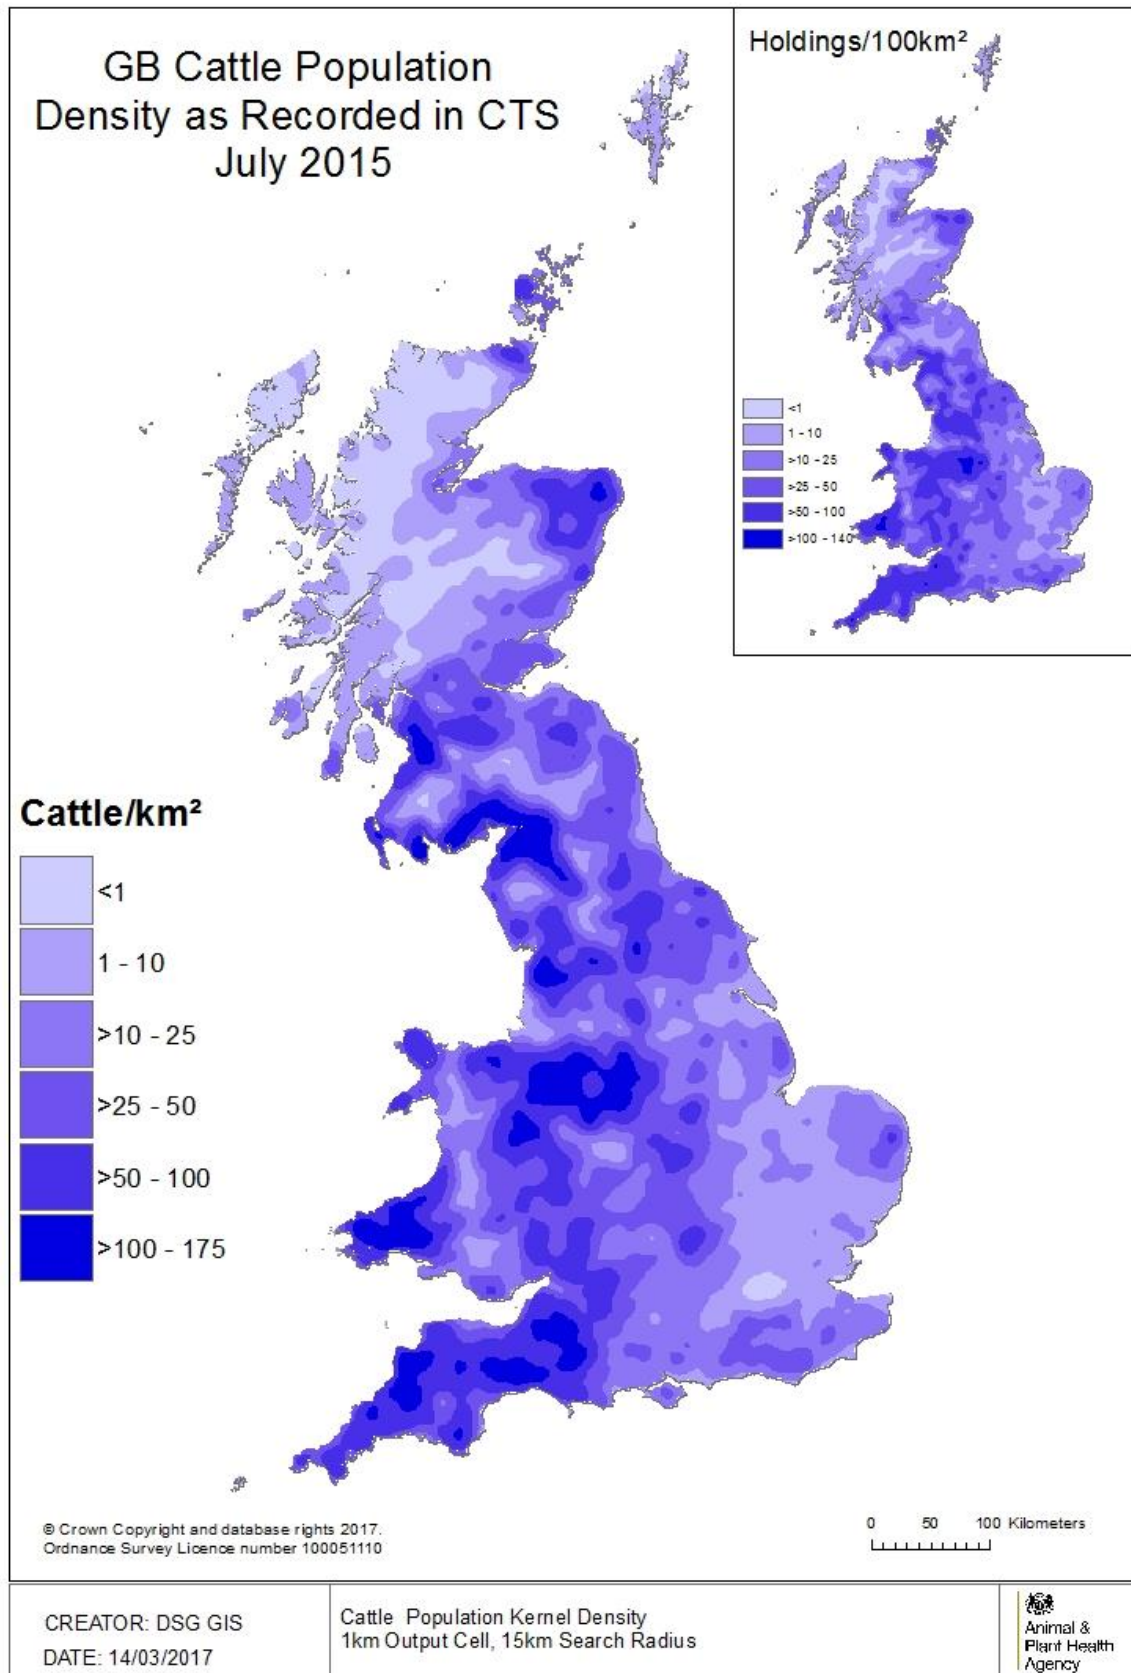 GB Cattle Population
Density as Recorded in CTS
July 2015
Holdings/100km²
<1
1 - 10
>10 - 25
>25 - 50
>50 - 100
>100 - 140
Cattle/km²
<1
1 - 10
>10 - 25
>25 - 50
>50 - 100
>100 - 175
© Crown Copyright and database rights 2017.
Ordnance Survey Licence number 100051110
0 50 100 Kilometers
CREATOR: DSG GIS
DATE: 14/03/2017
Cattle Population Kernel Density
1km Output Cell, 15km Search Radius
Animal &
Plant Health
Agency